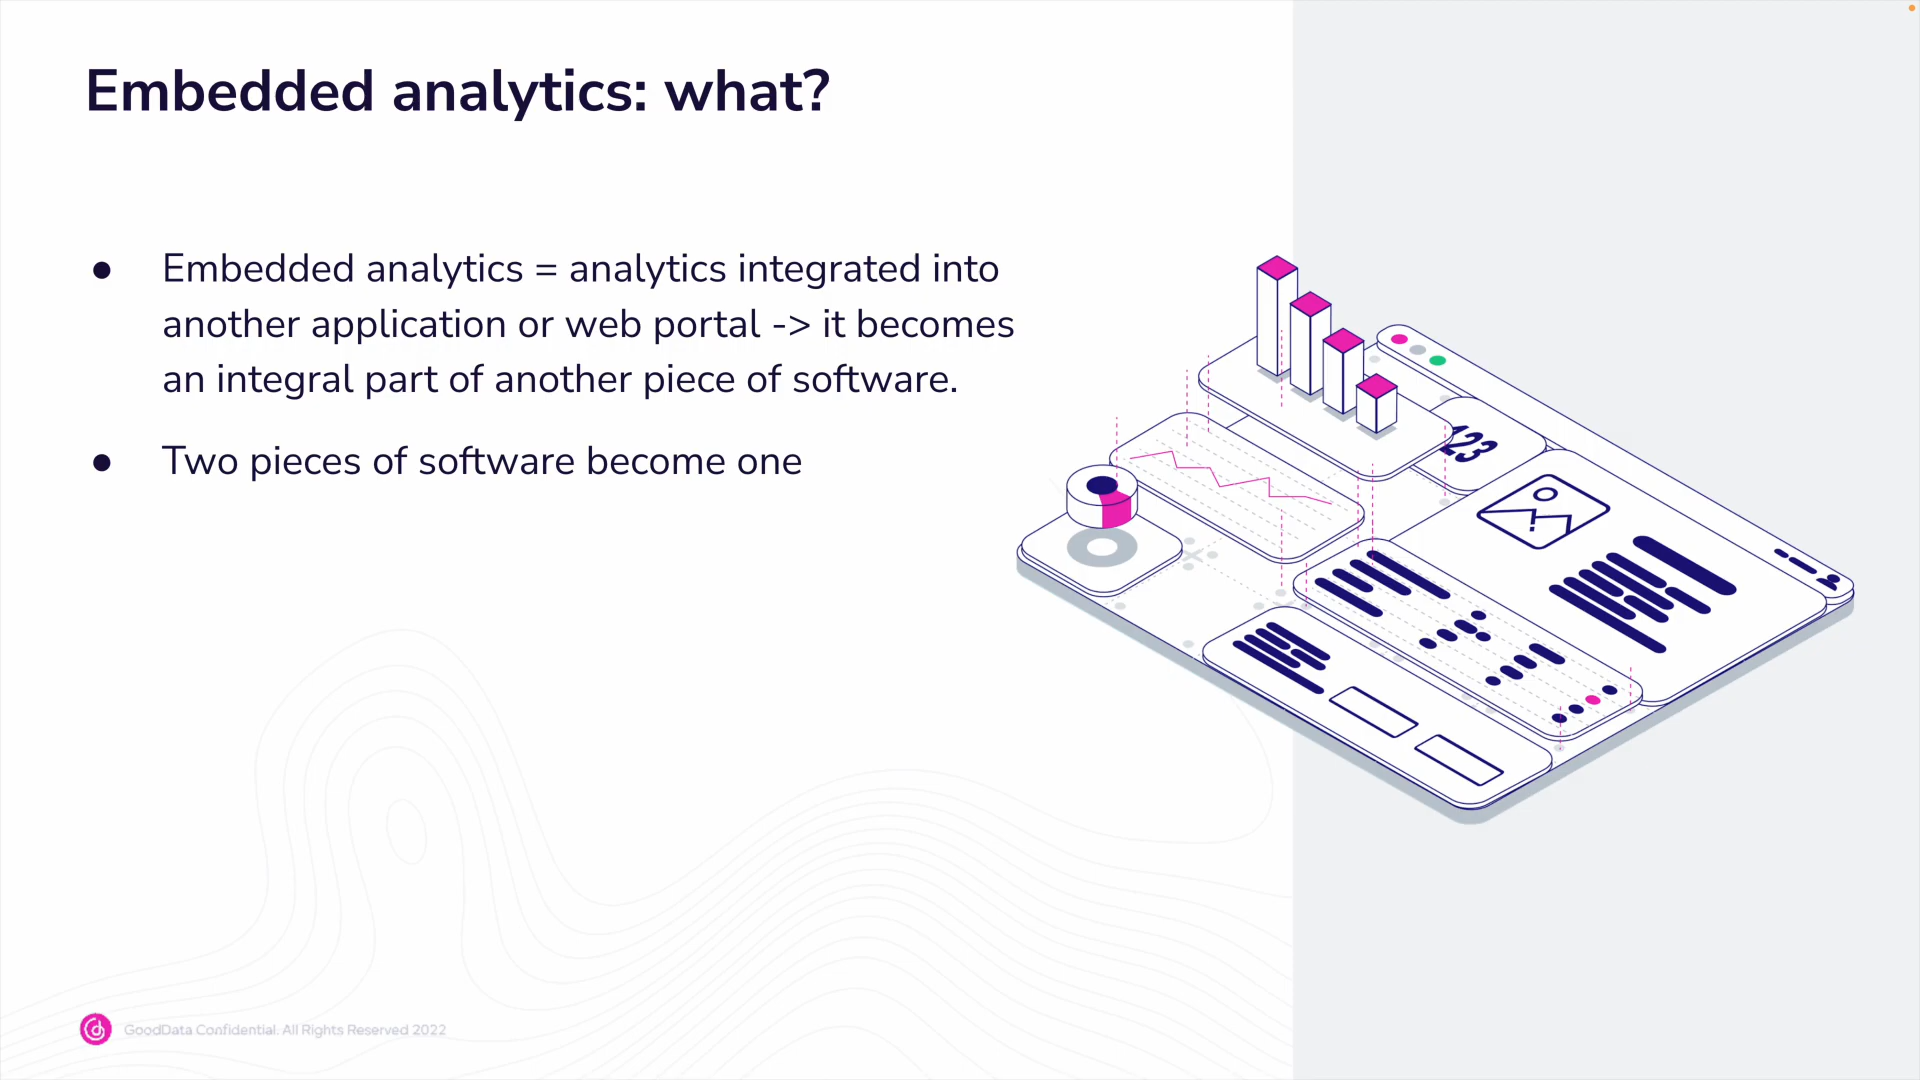 Embedded analytics: what?
● Embedded analytics = analytics integrated into
another application or web portal -> it becomes
an integral part of another piece of software.
● Two pieces of software become one
123
GoodData Confidential. All Rights Reserved 2022